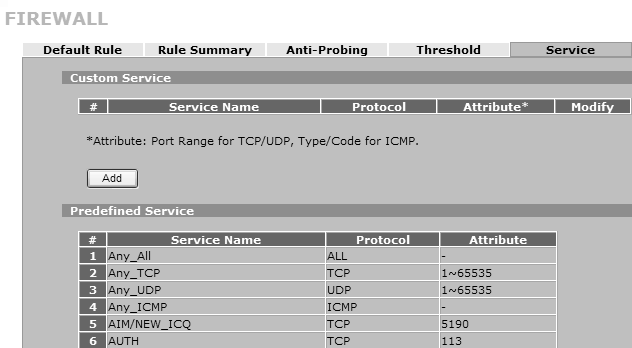 FIREWALL
Default Rule Rule Summary Anti-Probing Threshold Service
Custom Service
# Service Name Protocol Attribute* Modify
*Attribute: Port Range for TCP/UDP, Type/Code for ICMP.
Add
Predefined Service
# Service Name Protocol Attribute
1 Any_All ALL -
2 Any_TCP TCP 1~65535
3 Any_UDP UDP 1~65535
4 Any_ICMP ICMP -
5 AIM/NEW_ICQ TCP 5190
6 AUTH TCP 113